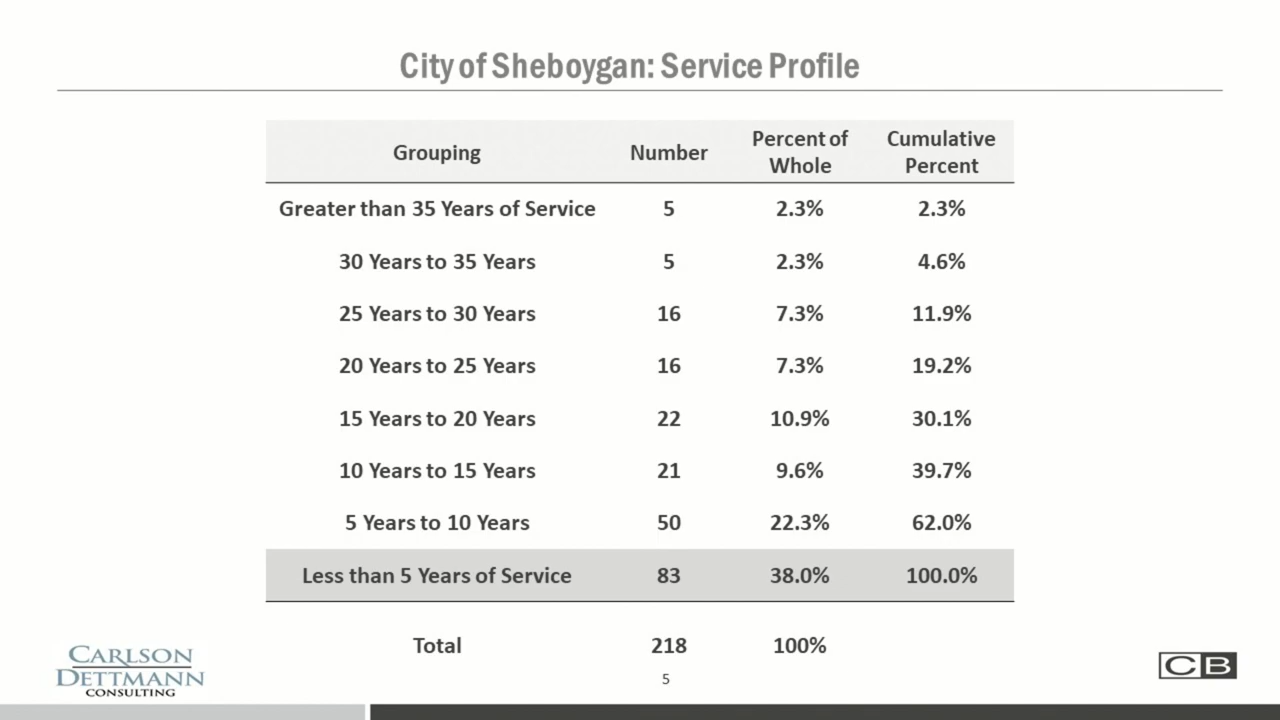 City of Sheboygan: Service Profile
Grouping Number Percent of Whole Cumulative Percent
Greater than 35 Years of Service 5 2.3% 2.3%
30 Years to 35 Years 5 2.3% 4.6%
25 Years to 30 Years 16 7.3% 11.9%
20 Years to 25 Years 16 7.3% 19.2%
15 Years to 20 Years 22 10.9% 30.1%
10 Years to 15 Years 21 9.6% 39.7%
5 Years to 10 Years 50 22.3% 62.0%
Less than 5 Years of Service 83 38.0% 100.0%
Total 218 100%
CARLSON
DETTMANN
CONSULTING
5
CB